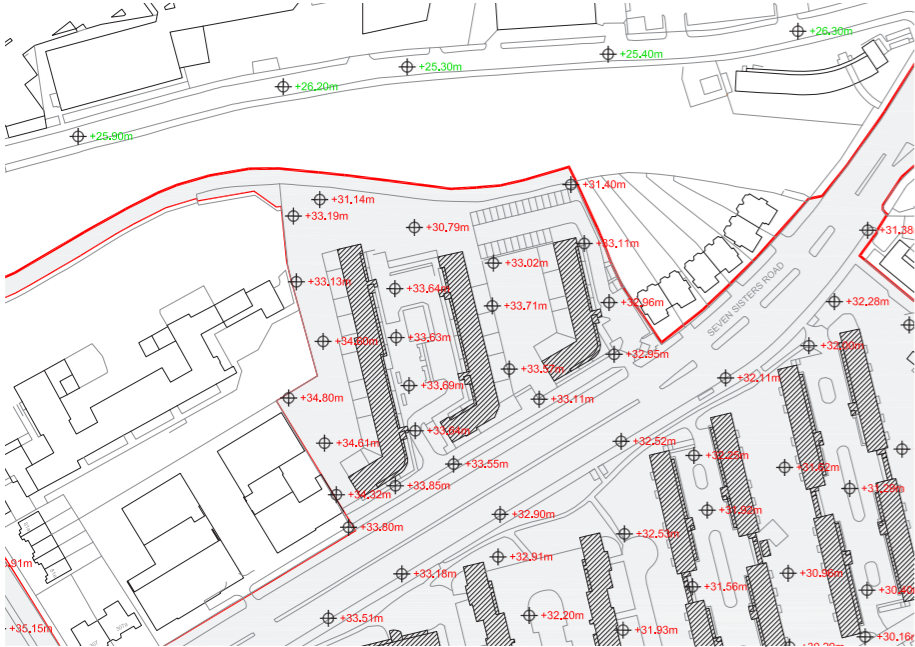 +26.30m
+25.40m
+25.30m
+26.20m
+25.90m
+31.40m
+31.14m
+33.19m
+30.79m
+31.38
+33.11m
+33.02m
SEVEN SISTERS ROAD
+33.13m
+33.64m
+32.96m
+32.28m
+33.71m
+33.63m
+32.95m
+33.57m
+32.11m
+33.69m
+34.80m
+33.11m
+33.64m
+32.52m
+34.61m
+32.25m
+33.55m
+33.85m
+34.32m
+32.90m
+33.80m
+32.53m
+32.91m
+33.18m
+30.96m
+31.56m
+32.20m
+33.51m
+31.93m
+35.15m
+30.16m